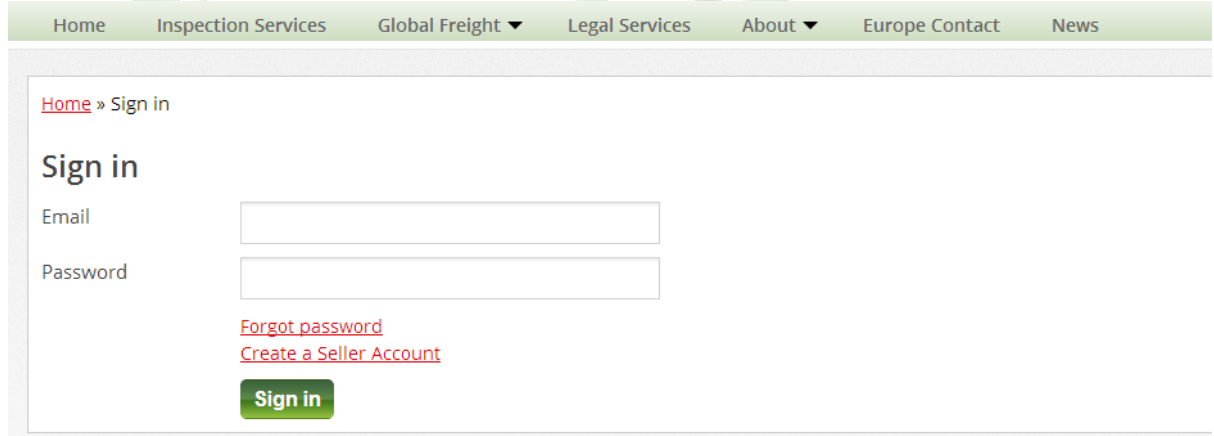 Home Inspection Services Global Freight Legal Services About Europe Contact News
Home » Sign in
Sign in
Email
Password
Forgot password
Create a Seller Account
Sign in